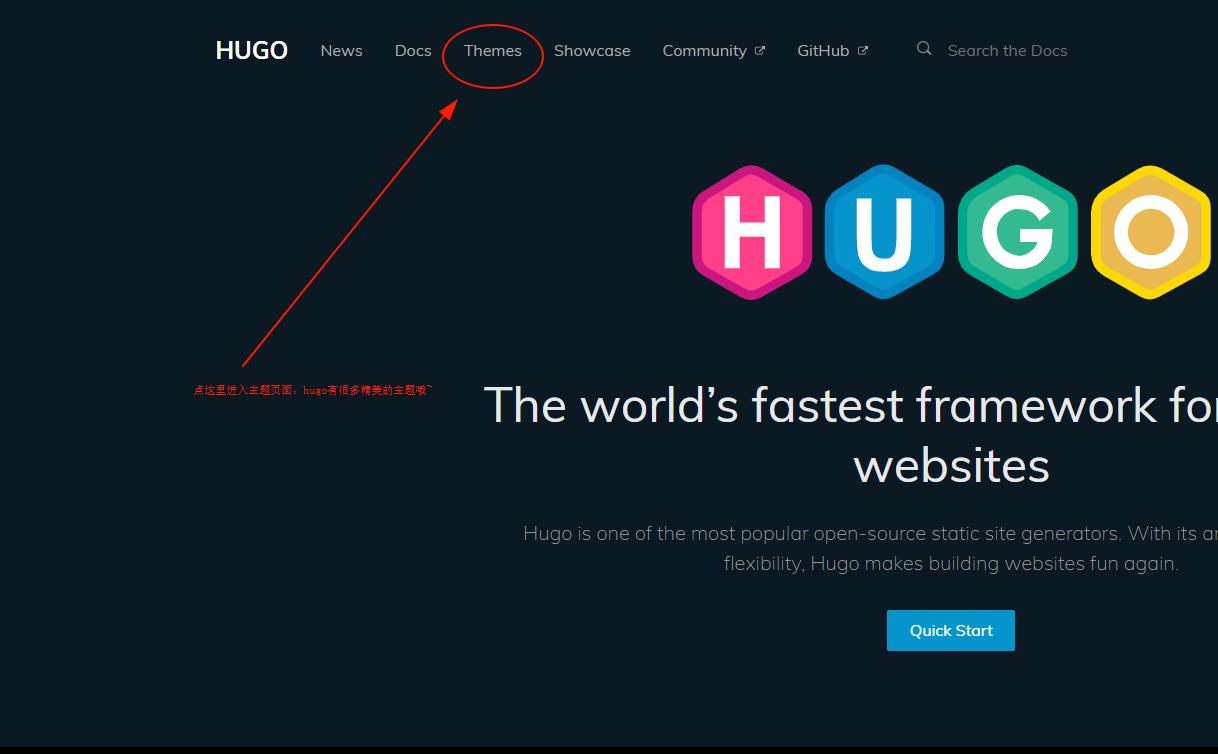 HUGO News Docs Themes Showcase Community GitHub Search the Docs
HUGO
点这里进入主题页面，hugo有很多精美的主题哦~
The world’s fastest framework for
websites
Hugo is one of the most popular open-source static site generators. With its
flexibility, Hugo makes building websites fun again.
Quick Start